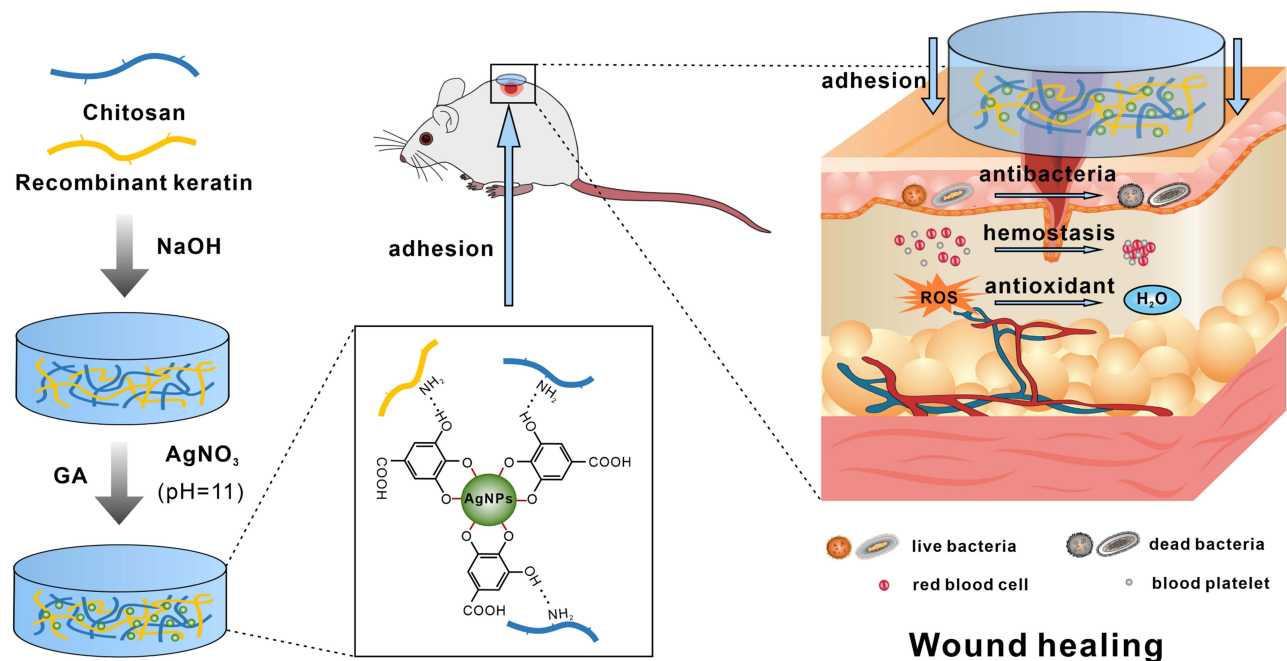 Chitosan
Recombinant keratin
NaOH
GA
AgNO₃
(pH=11)
adhesion
NH₂
NH₂
HO
HO
COOH
COOH
O
O
O
O
AgNPs
O
O
OH
COOH
NH₂
adhesion
antibacteria
hemostasis
ROS
antioxidant
H₂O
live bacteria
dead bacteria
red blood cell
blood platelet
Wound healing